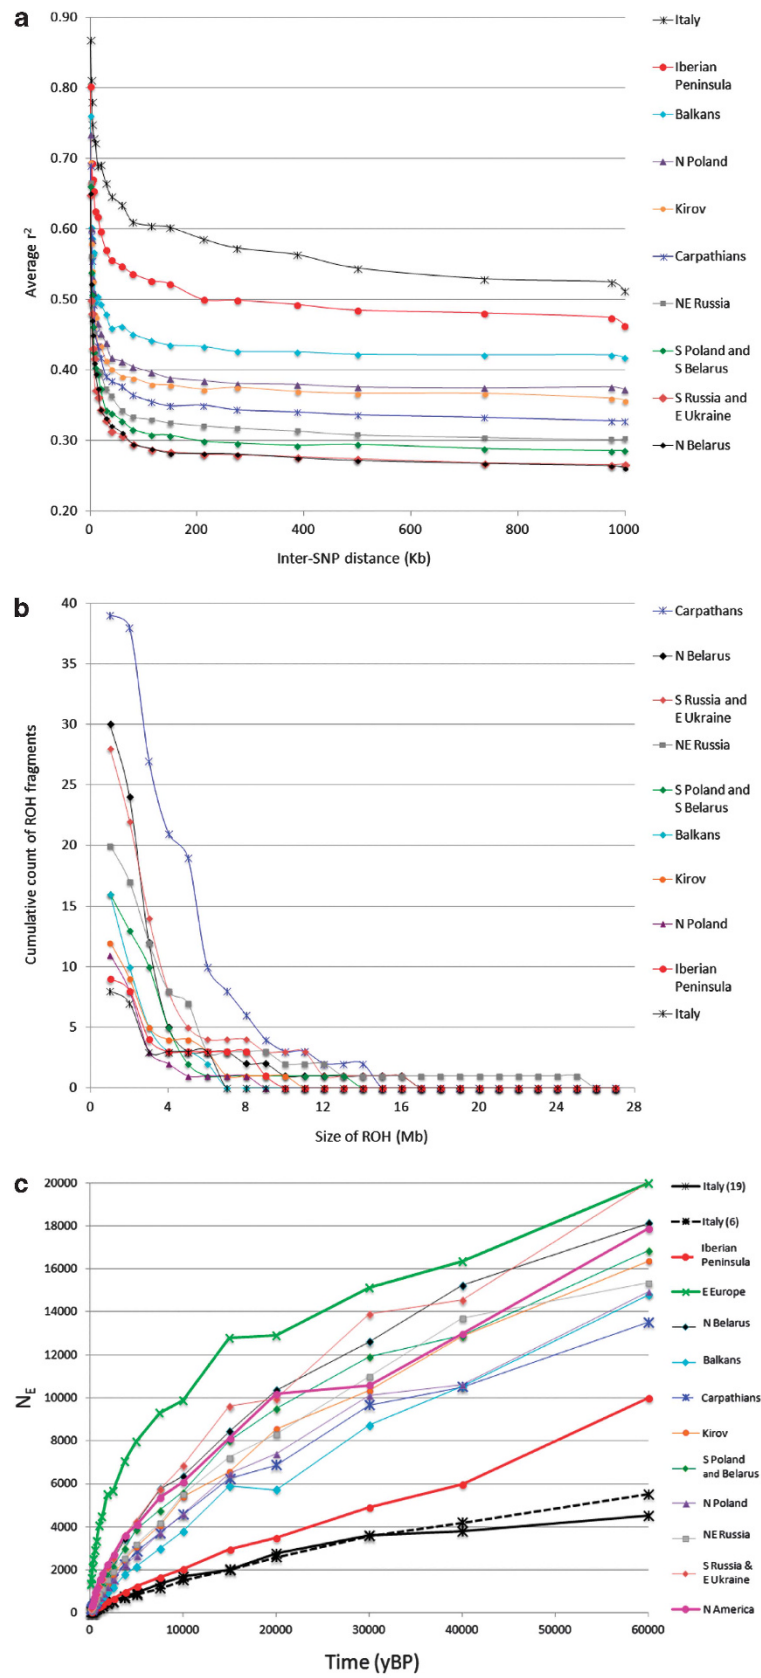 a
0.90
0.80
0.70
0.60
0.50
0.40
0.30
0.20
Average r²
0
200
400
600
800
1000
Inter-SNP distance (Kb)
Italy
Iberian
Peninsula
Balkans
N Poland
Kirov
Carpathians
NE Russia
S Poland and
S Belarus
S Russia and
E Ukraine
N Belarus
b
40
35
30
25
20
15
10
5
0
Cumulative count of ROH fragments
0
4
8
12
16
20
24
28
Size of ROH (Mb)
Carpathans
N Belarus
S Russia and
E Ukraine
NE Russia
S Poland and
S Belarus
Balkans
Kirov
N Poland
Iberian
Peninsula
Italy
c
20000
18000
16000
14000
12000
10000
8000
6000
4000
2000
0
N_E
0
10000
20000
30000
40000
50000
60000
Time (yBP)
Italy (19)
Italy (6)
Iberian
Peninsula
E Europe
N Belarus
Balkans
Carpathians
Kirov
S Poland
and Belarus
N Poland
NE Russia
S Russia &
E Ukraine
N America